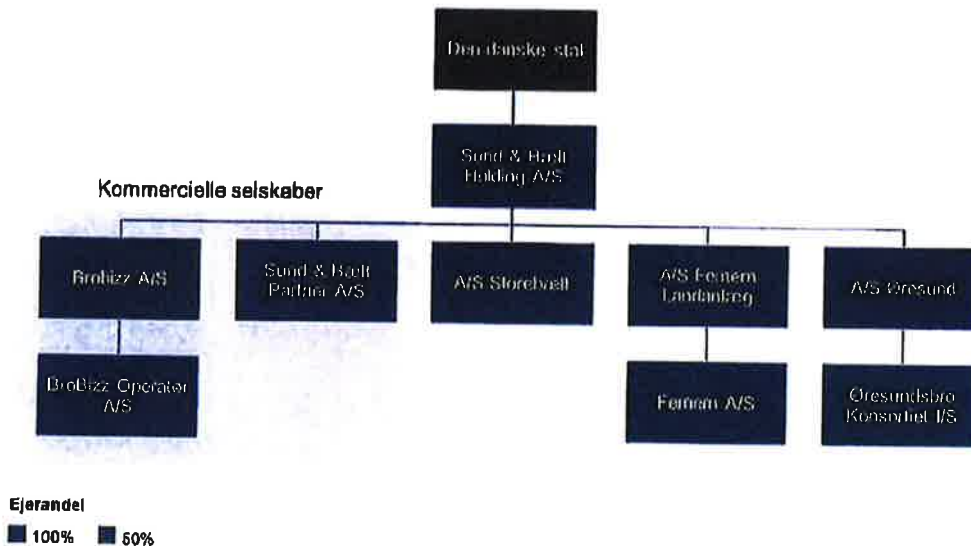 Den danske stat
Sund & Bælt
Holding A/S
Kommercielle selskaber
Brobizz A/S
Sund & Bælt
Partner A/S
A/S Storebælt
A/S Femern
Landanlæg
A/S Øresund
BroBizz Operatør
A/S
Femern A/S
Øresundsbro
Konsortiet I/S
Ejerandel
100% 50%